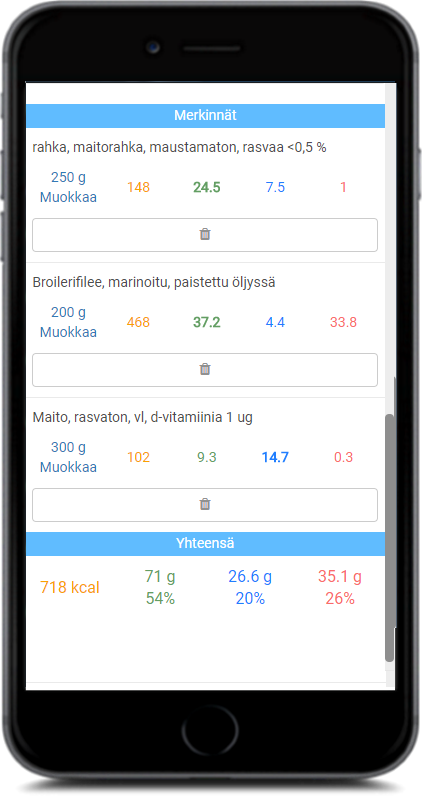 Merkinnät
rahka, maitorahka, maustamaton, rasvaa <0,5 %
250 g 148 24.5 7.5 1
Muokkaa
Broilerifilee, marinoitu, paistettu öljyssä
200 g 468 37.2 4.4 33.8
Muokkaa
Maito, rasvaton, vl, d-vitamiinia 1 ug
300 g 102 9.3 14.7 0.3
Muokkaa
Yhteensä
718 kcal 71 g 26.6 g 35.1 g
54% 20% 26%